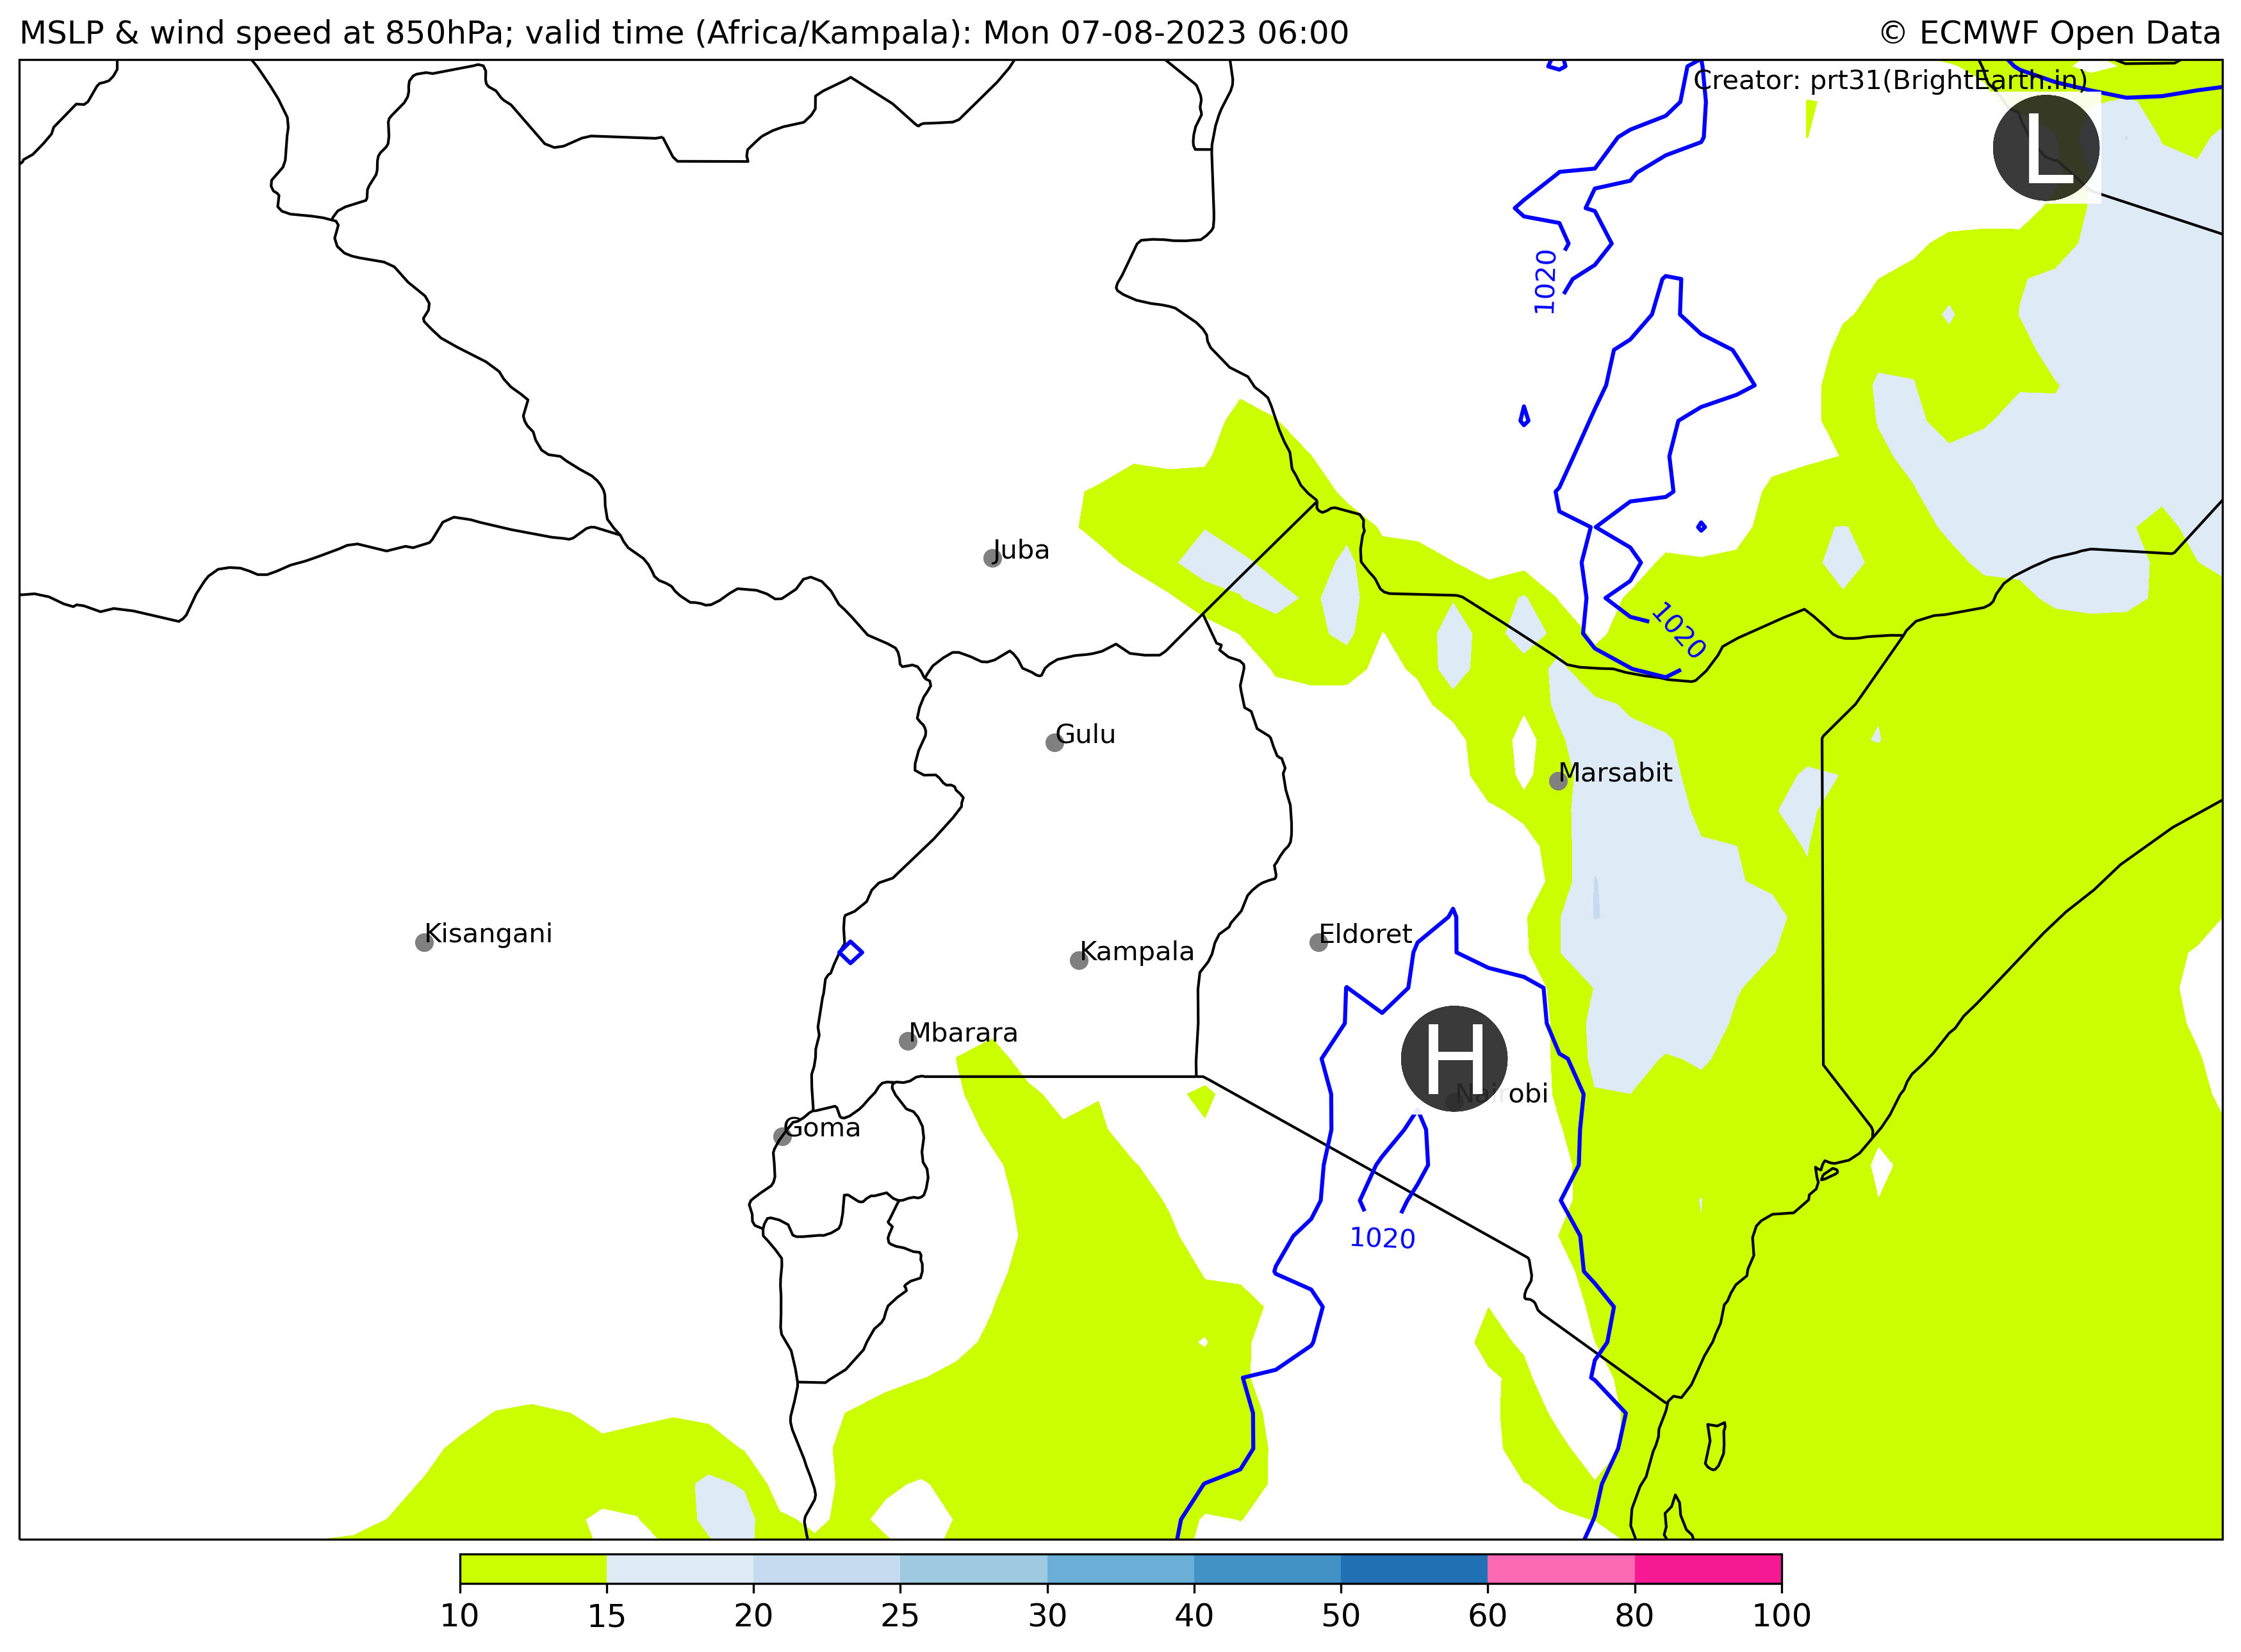 MSLP & wind speed at 850hPa; valid time (Africa/Kampala): Mon 07-08-2023 06:00
© ECMWF Open Data
Creator: prt31(BrightEarth.in)
L
1020
Juba
1020
Gulu
Marsabit
Kisangani
Eldoret
Kampala
Mbarara
H
Nairobi
Goma
1020
10 15 20 25 30 40 50 60 80 100